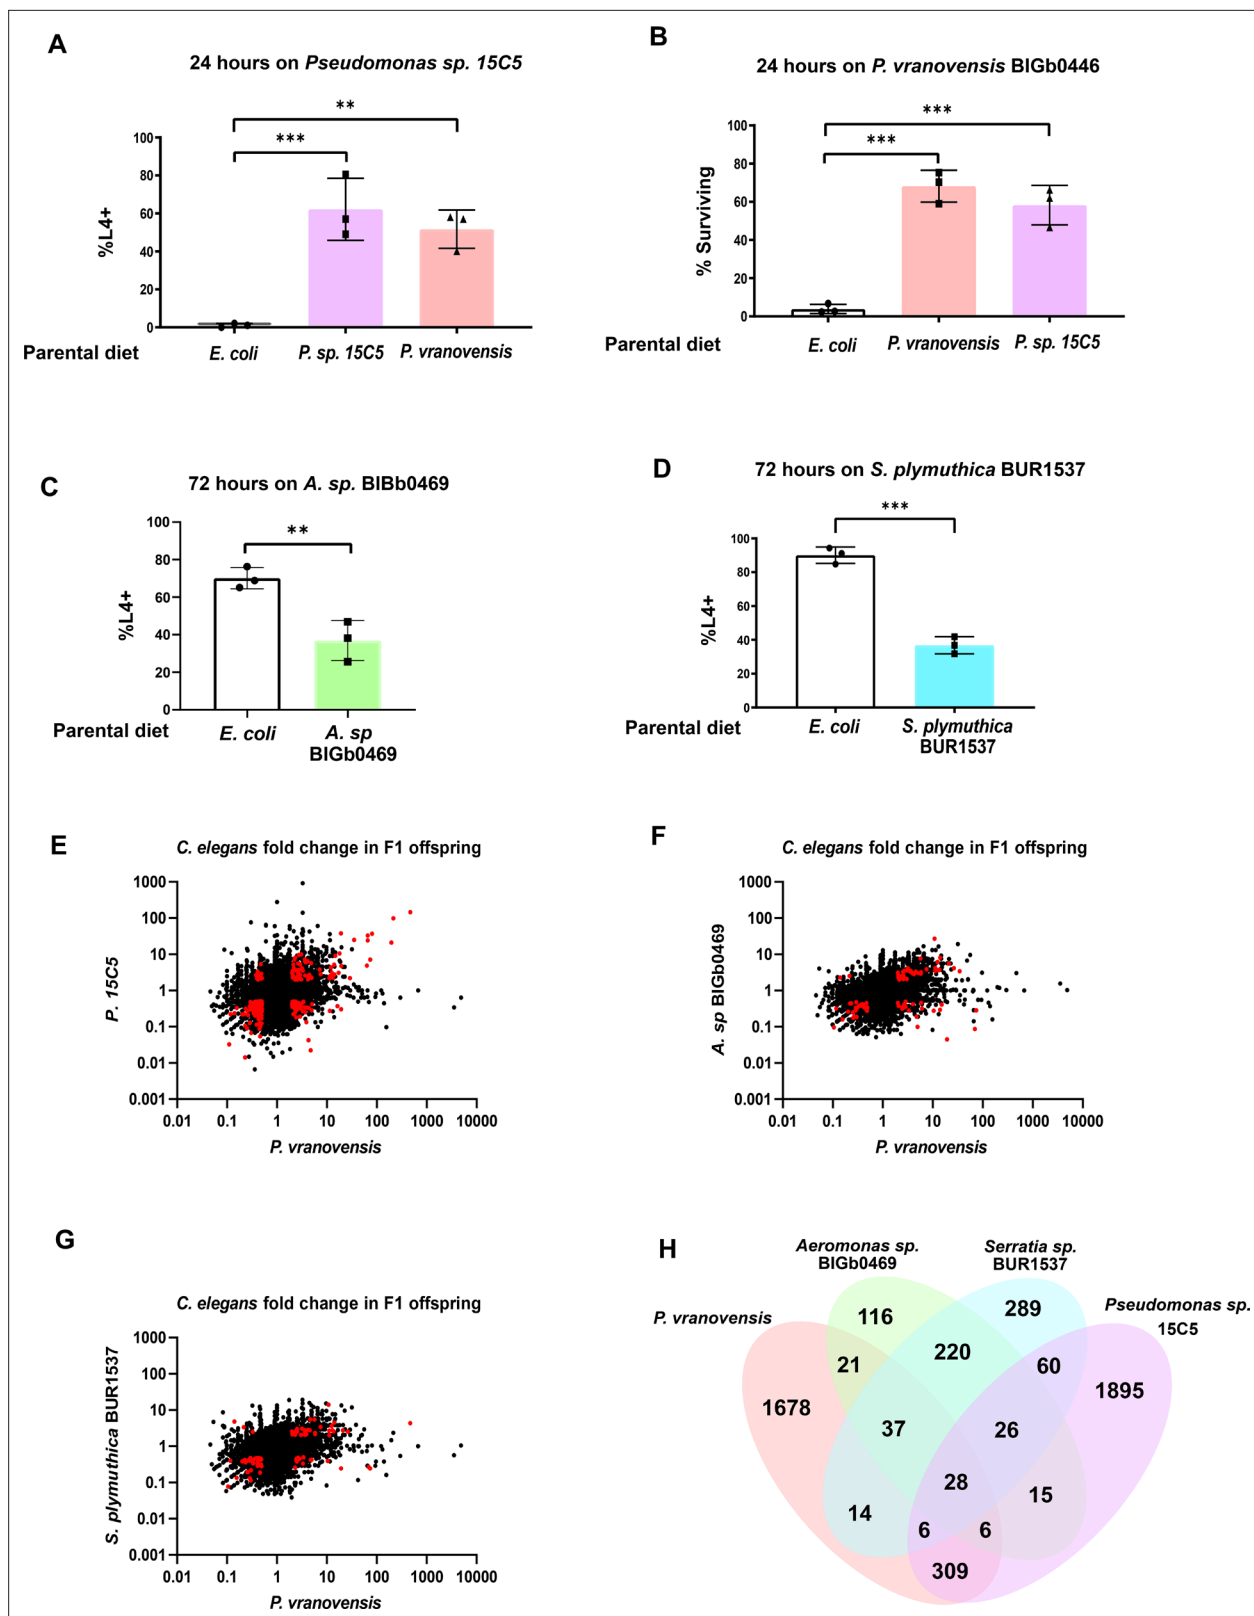 A
24 hours on Pseudomonas sp. 15C5
**
***
%L4+
100
80
60
40
20
0
Parental diet
E. coli
P. sp. 15C5
P. vranovensis
B
24 hours on P. vranovensis BIGb0446
***
***
% Surviving
100
80
60
40
20
0
Parental diet
E. coli
P. vranovensis
P. sp. 15C5
C
72 hours on A. sp. BIBb0469
**
%L4+
100
80
60
40
20
0
Parental diet
E. coli
A. sp
BIGb0469
D
72 hours on S. plymuthica BUR1537
***
%L4+
100
80
60
40
20
0
Parental diet
E. coli
S. plymuthica
BUR1537
E
C. elegans fold change in F1 offspring
P. 15C5
1000
100
10
1
0.1
0.01
0.001
0.01 0.1 1 10 100 1000 10000
P. vranovensis
F
C. elegans fold change in F1 offspring
A. sp BIGb0469
1000
100
10
1
0.1
0.01
0.001
0.01 0.1 1 10 100 1000 10000
P. vranovensis
G
C. elegans fold change in F1 offspring
S. plymuthica BUR1537
1000
100
10
1
0.1
0.01
0.001
0.01 0.1 1 10 100 1000 10000
P. vranovensis
H
Aeromonas sp.
BIGb0469
Serratia sp.
BUR1537
P. vranovensis
Pseudomonas sp.
15C5
116
289
21
220
60
1678
1895
37
26
28
14
15
6
6
309